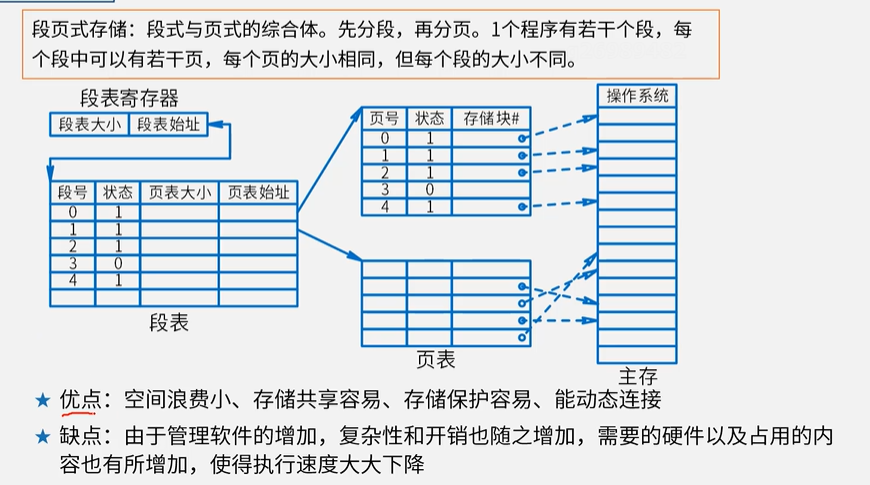 段页式存储：段式与页式的综合体。先分段，再分页。1个程序有若干个段，每
个段中可以有若干页，每个页的大小相同，但每个段的大小不同。
段表寄存器
段表大小 段表始址
段号 状态 页表大小 页表始址
0 1
1 1
2 1
3 0
4 1
段表
页号 状态 存储块#
0 1
1 1
2 1
3 0
4 1
页表
操作系统
主存
★ 优点：空间浪费小、存储共享容易、存储保护容易、能动态连接
★ 缺点：由于管理软件的增加，复杂性和开销也随之增加，需要的硬件以及占用的内
容也有所增加，使得执行速度大大下降